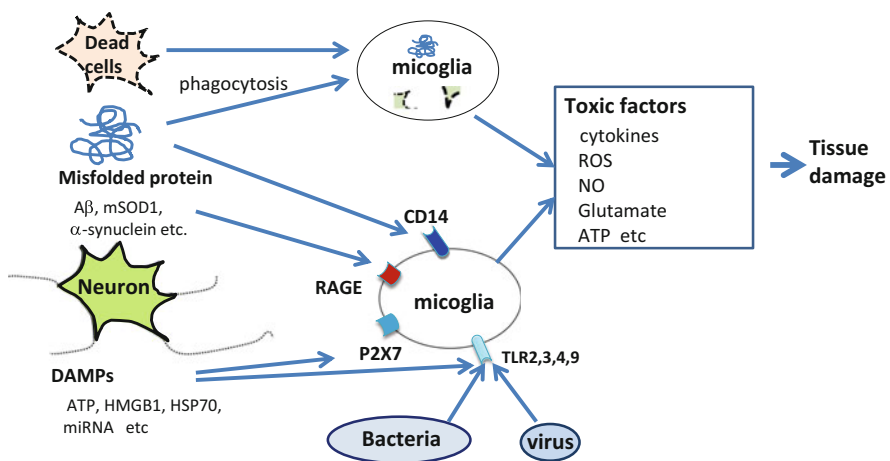 Dead
cells
phagocytosis
micoglia
Misfolded protein
Aβ, mSOD1,
α-synuclein etc.
Toxic factors
cytokines
ROS
NO
Glutamate
ATP etc
Tissue
damage
CD14
RAGE
micoglia
P2X7
TLR2,3,4,9
Neuron
DAMPs
ATP, HMGB1, HSP70,
miRNA etc
Bacteria
virus